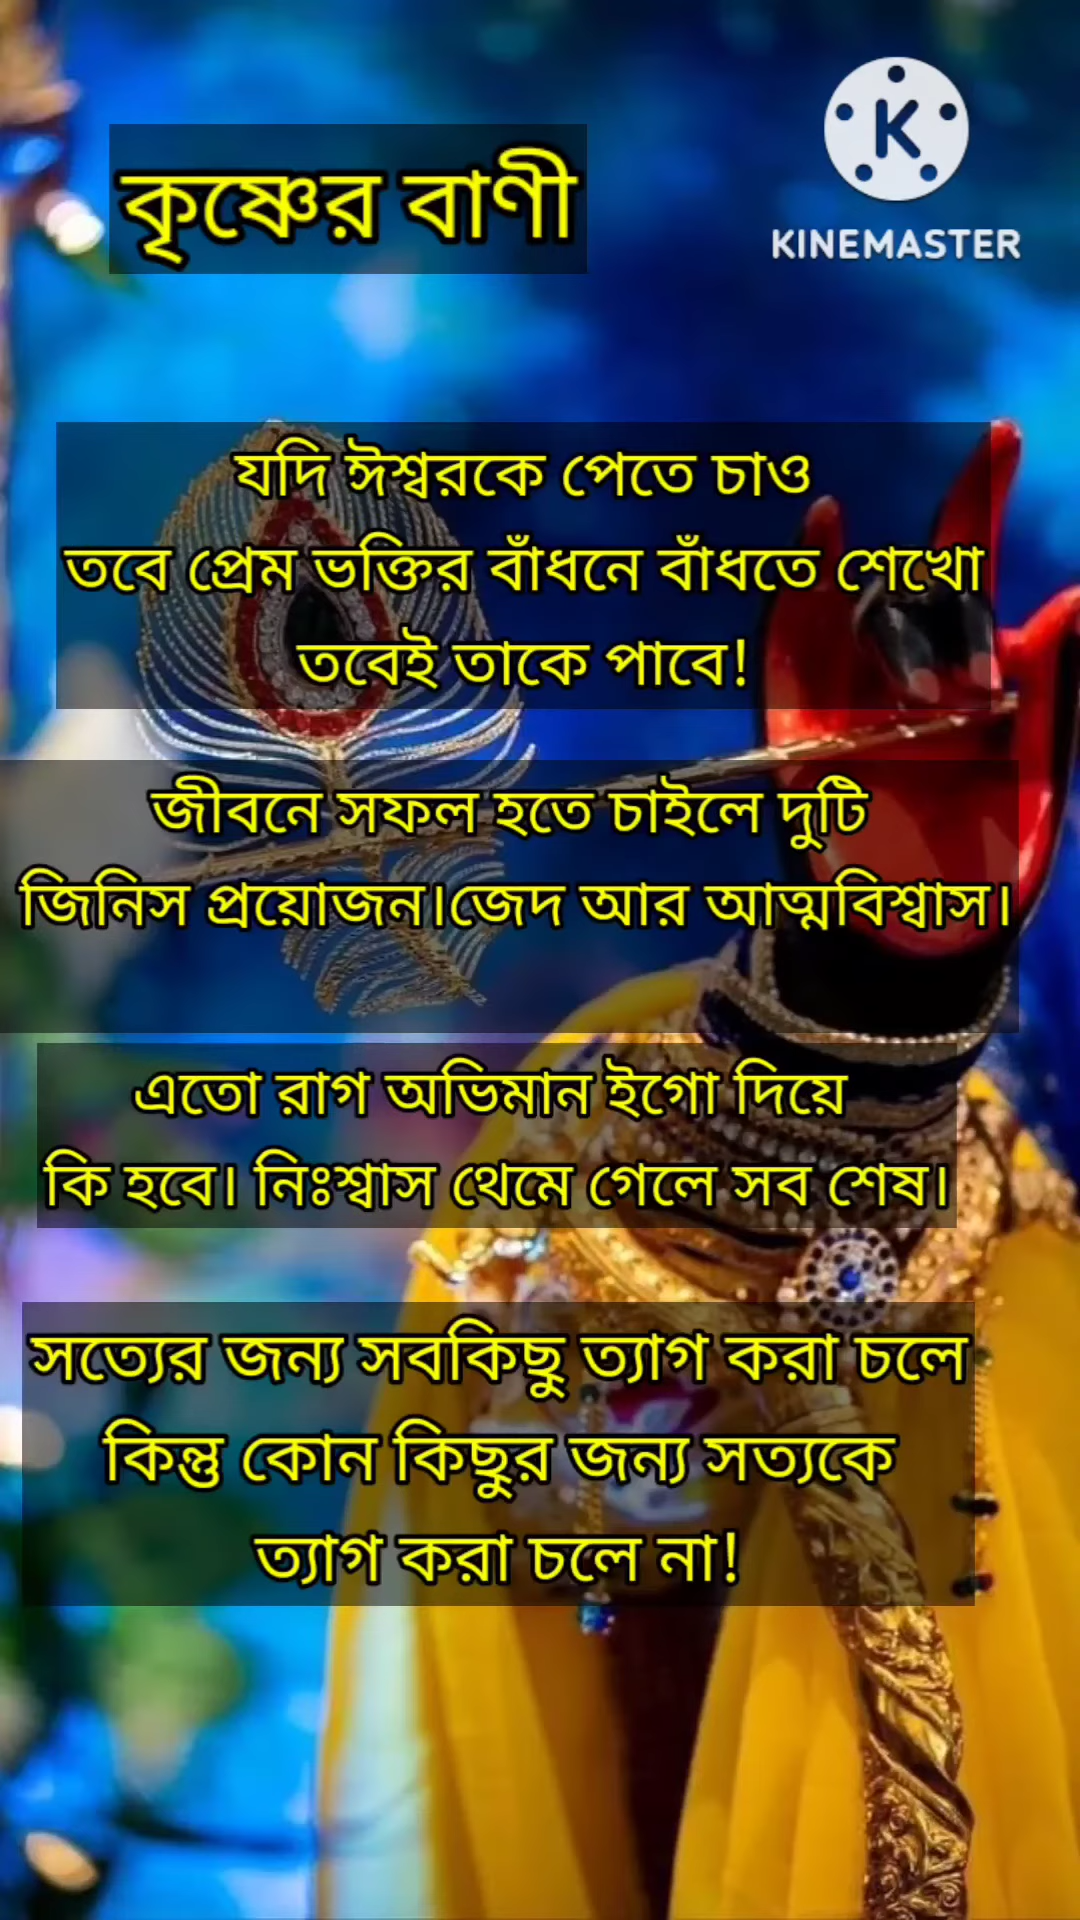 কৃষ্ণের বাণী
KINEMASTER
যদি ঈশ্বরকে পেতে চাও
তবে প্রেম ভক্তির বাঁধনে বাঁধতে শেখো
তবেই তাকে পাবে!
জীবনে সফল হতে চাইলে দুটি
জিনিস প্রয়োজন।জেদ আর আত্মবিশ্বাস।
এতো রাগ অভিমান ইগো দিয়ে
কি হবে। নিঃশ্বাস থেমে গেলে সব শেষ।
সত্যের জন্য সবকিছু ত্যাগ করা চলে
কিন্তু কোন কিছুর জন্য সত্যকে
ত্যাগ করা চলে না!